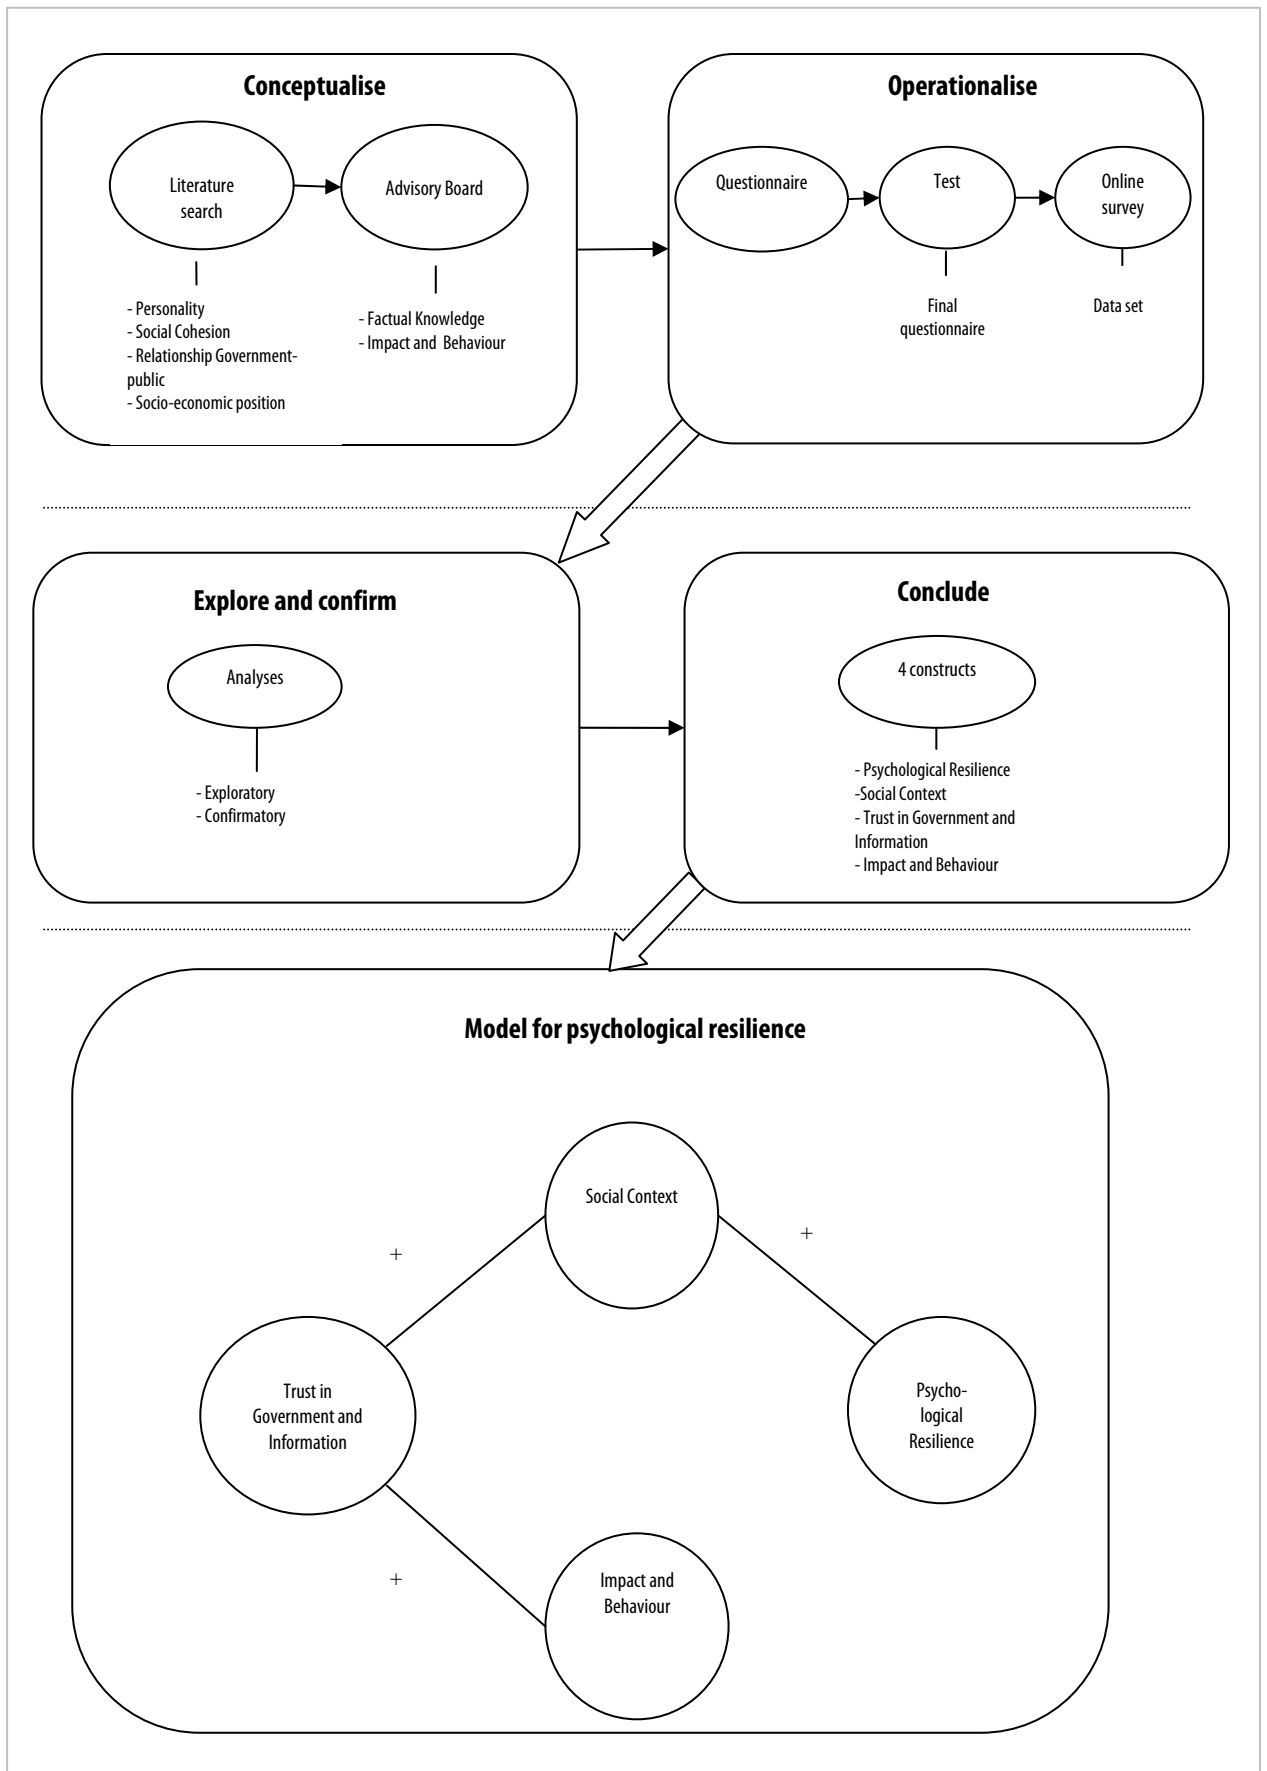 Conceptualise
Literature
search
Advisory Board
- Personality
- Social Cohesion
- Relationship Government-
public
- Socio-economic position
- Factual Knowledge
- Impact and  Behaviour
Operationalise
Questionnaire
Test
Online
survey
Final
questionnaire
Data set
Explore and confirm
Analyses
- Exploratory
- Confirmatory
Conclude
4 constructs
- Psychological Resilience
-Social Context
- Trust in Government and
Information
- Impact and Behaviour
Model for psychological resilience
Social Context
+
+
Trust in
Government and
Information
Psycho-
logical
Resilience
+
Impact and
Behaviour